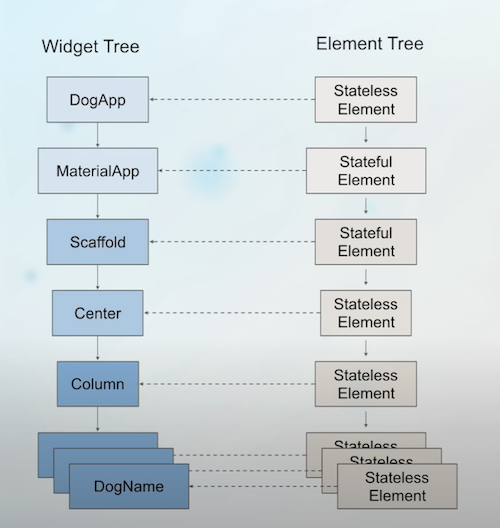 Widget Tree
Element Tree
DogApp
Stateless
Element
MaterialApp
Stateful
Element
Scaffold
Stateful
Element
Center
Stateless
Element
Column
Stateless
Element
Stateless
Stateless
DogName
Stateless
Element